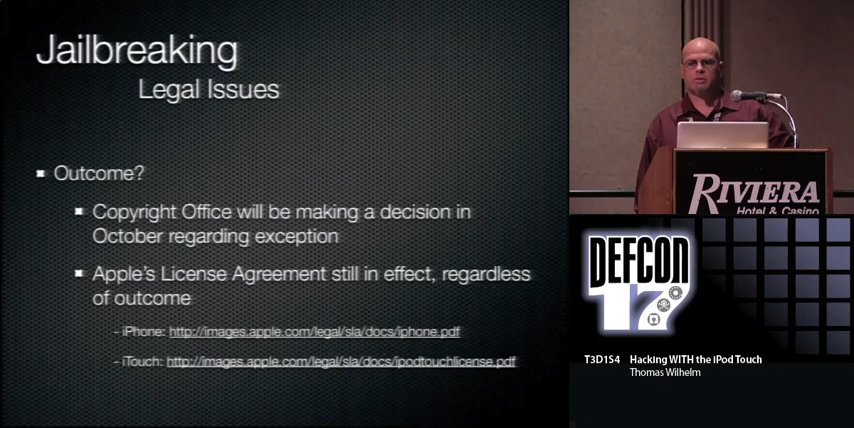 Jailbreaking
Legal Issues
Outcome?
Copyright Office will be making a decision in
October regarding exception
Apple's License Agreement still in effect, regardless
of outcome
- iPhone: http://images.apple.com/legal/sla/docs/iphone.pdf
- iTouch: http://images.apple.com/legal/sla/docs/ipodtouchlicense.pdf
RIVIERA
Hotel & Casino
DEFCON
17
T3D1S4 Hacking WITH the iPod Touch
Thomas Wilhelm